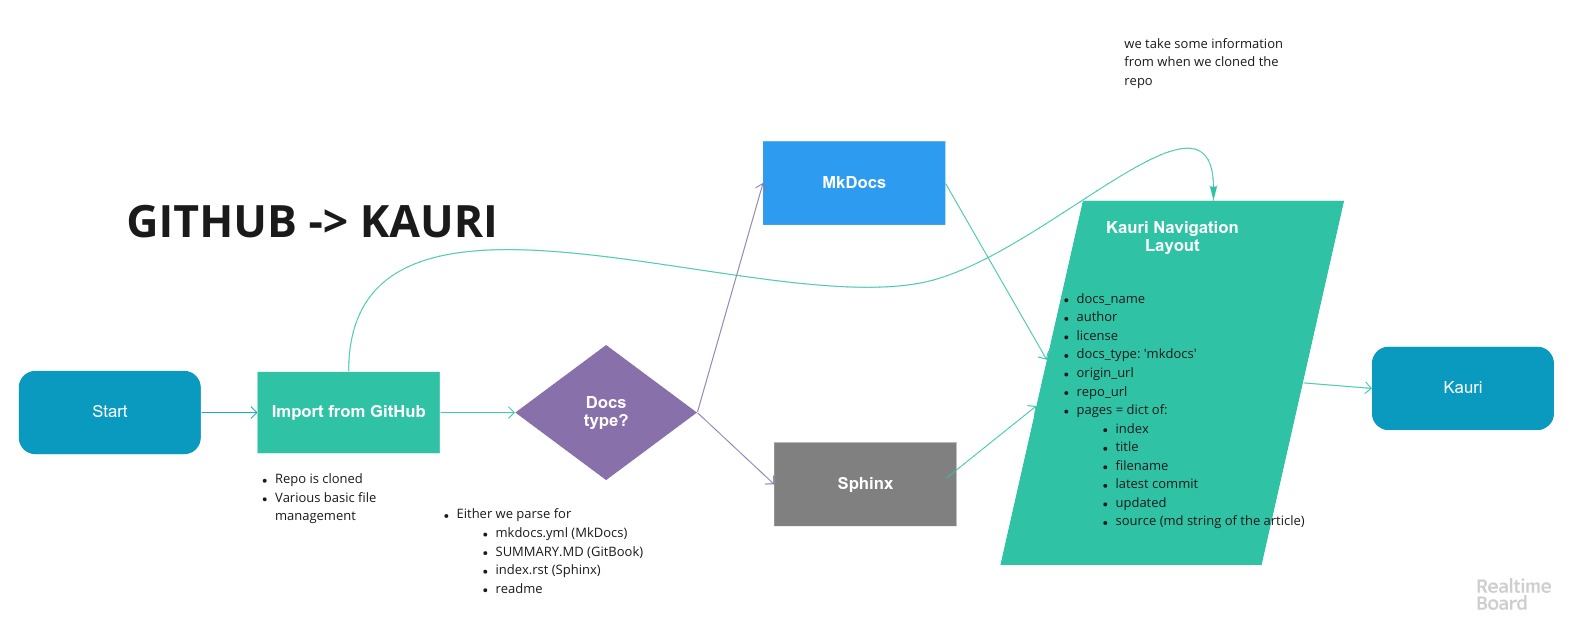 we take some information
from when we cloned the
repo
GITHUB -> KAURI
MkDocs
Kauri Navigation
Layout
docs_name
author
license
docs_type: 'mkdocs'
origin_url
repo_url
pages = dict of:
index
title
filename
latest commit
updated
source (md string of the article)
Start
Import from GitHub
Docs
type?
Kauri
Repo is cloned
Various basic file
management
Sphinx
Either we parse for
mkdocs.yml (MkDocs)
SUMMARY.MD (GitBook)
index.rst (Sphinx)
readme
Realtime
Board